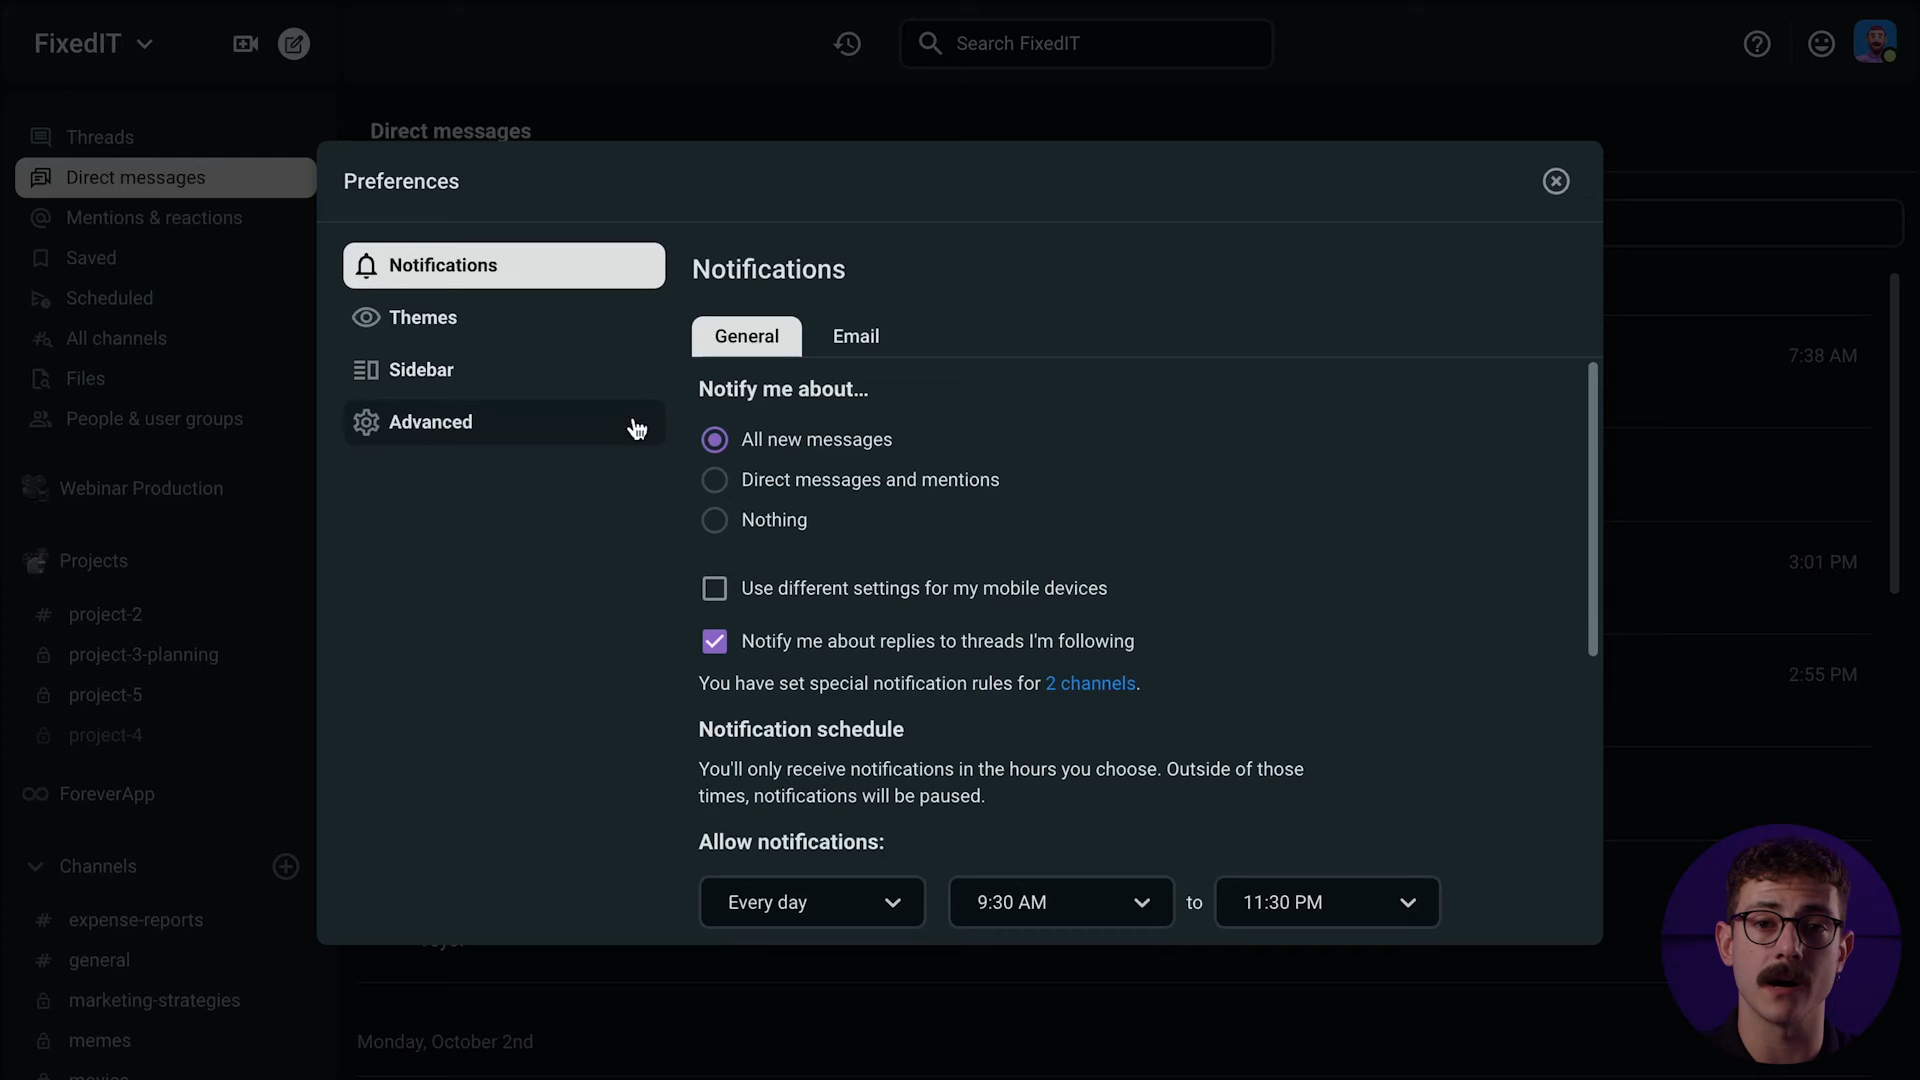 FixedIT
Search FixedIT
Threads
Direct messages
Mentions & reactions
Saved
Scheduled
All channels
Files
People & user groups
Webinar Production
Projects
project-2
project-3-planning
project-5
project-4
ForeverApp
Channels
expense-reports
general
marketing-strategies
memes
Direct messages
7:38 AM
3:01 PM
2:55 PM
Monday, October 2nd
Preferences
Notifications
Themes
Sidebar
Advanced
Notifications
General
Email
Notify me about...
All new messages
Direct messages and mentions
Nothing
Use different settings for my mobile devices
Notify me about replies to threads I'm following
You have set special notification rules for 2 channels.
Notification schedule
You'll only receive notifications in the hours you choose. Outside of those
times, notifications will be paused.
Allow notifications:
Every day
9:30 AM
to
11:30 PM